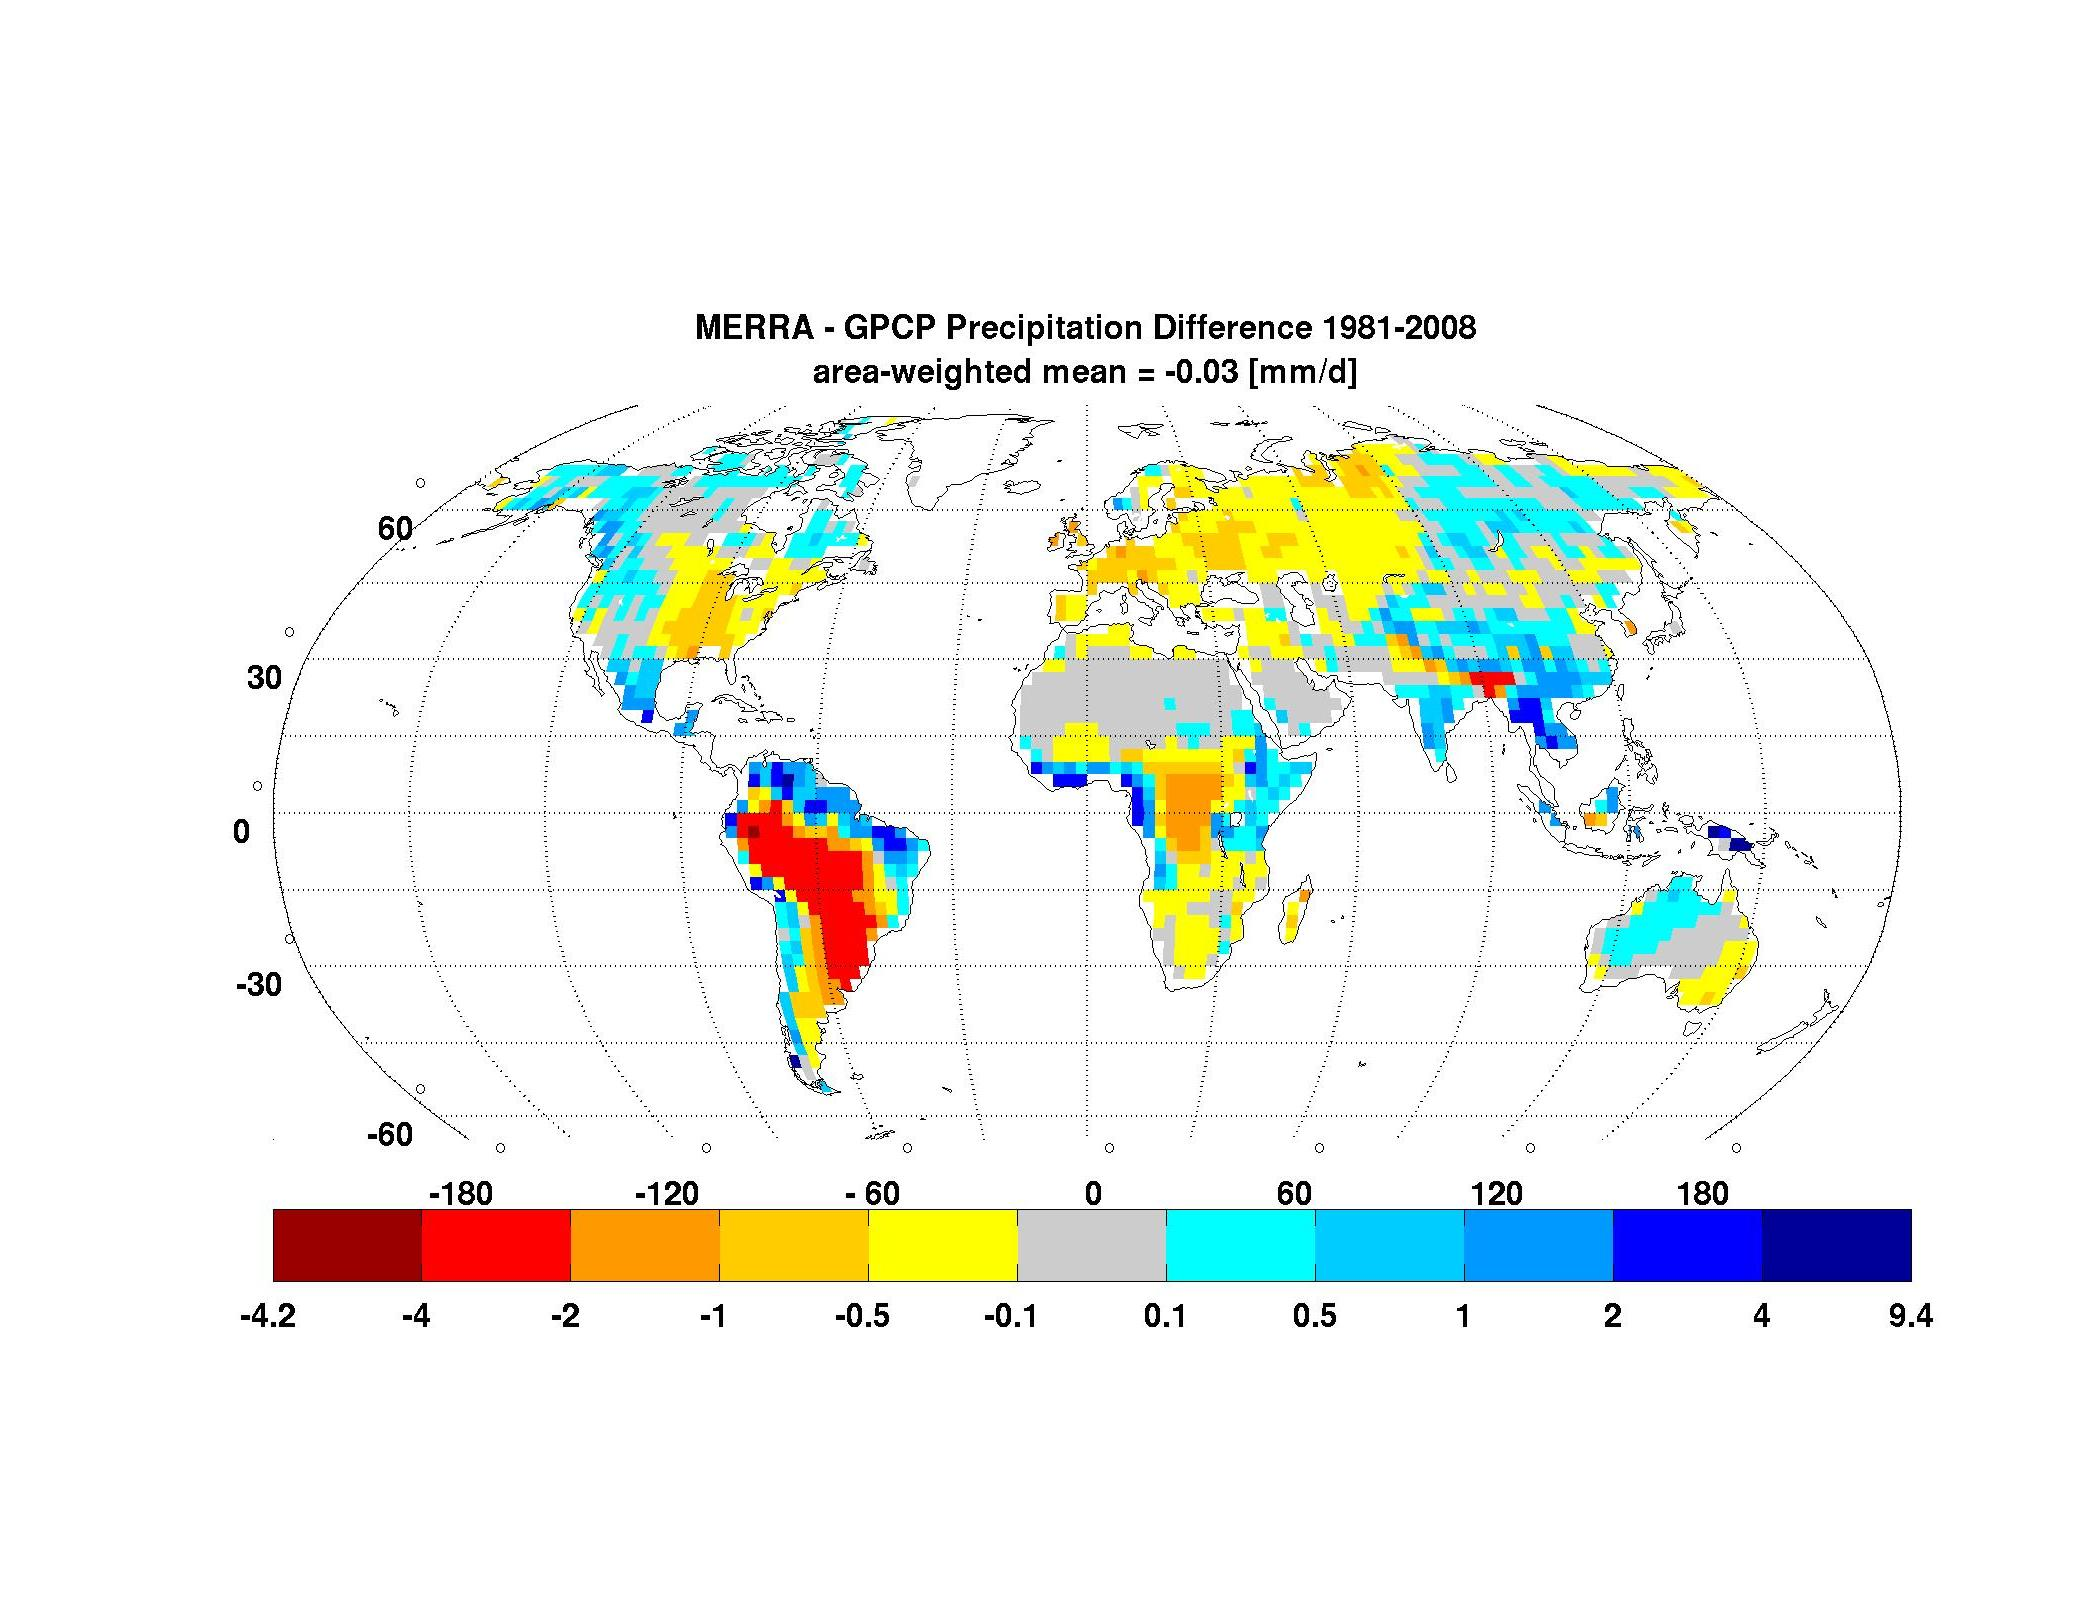 MERRA - GPCP Precipitation Difference 1981-2008
area-weighted mean = -0.03 [mm/d]
60
30
0
-30
-60
-180 -120 - 60 0 60 120 180
-4.2 -4 -2 -1 -0.5 -0.1 0.1 0.5 1 2 4 9.4